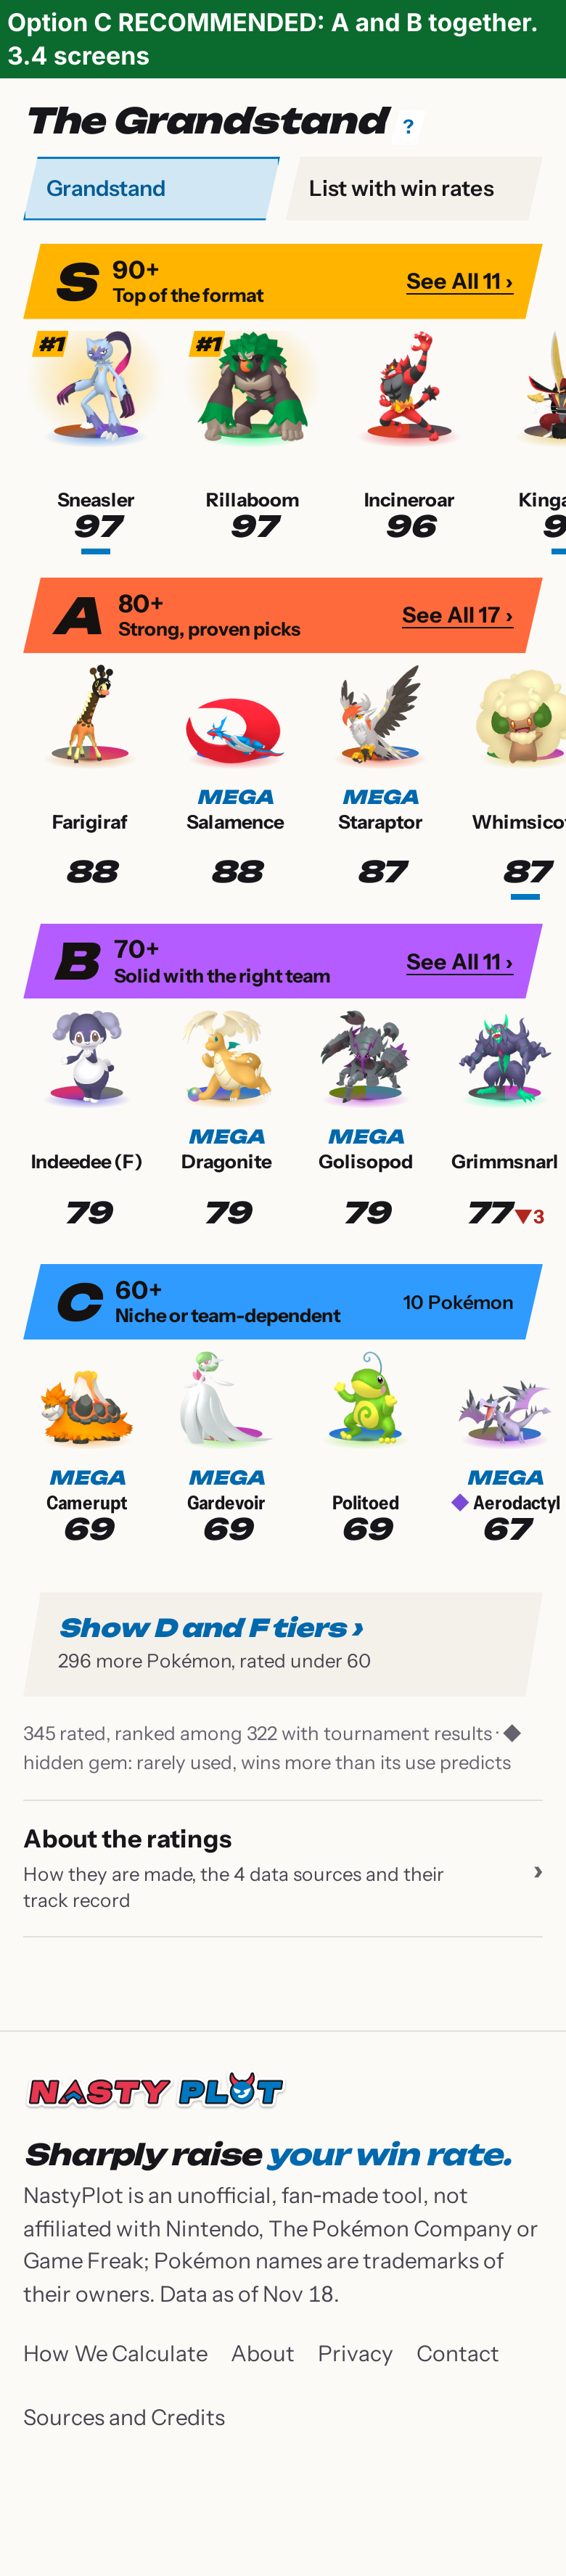 Option C RECOMMENDED: A and B together.
3.4 screens
The Grandstand ?
Grandstand
List with win rates
S 90+
Top of the format
See All 11 ›
#1
#1
Sneasler
Rillaboom
Incineror
97
97
96
A 80+
Strong, proven picks
See All 17 ›
MEGA
MEGA
Farigiraf
Salamence
Staraptor
88
88
87
87
B 70+
Solid with the right team
See All 11 ›
MEGA
MEGA
Indeedee (F)
Dragonite
Golisopod
Grimmsnarl
79
79
79
77▼3
C 60+
Niche or team-dependent
10 Pokémon
MEGA
MEGA
MEGA
Camerupt
Gardevoir
Politoed
◆ Aerodactyl
69
69
69
67
Show D and F tiers ›
296 more Pokémon, rated under 60
345 rated, ranked among 322 with tournament results · ◆
hidden gem: rarely used, wins more than its use predicts
About the ratings
How they are made, the 4 data sources and their
track record
›
NASTY PLOT
Sharply raise your win rate.
NastyPlot is an unofficial, fan-made tool, not
affiliated with Nintendo, The Pokémon Company or
Game Freak; Pokémon names are trademarks of
their owners. Data as of Nov 18.
How We Calculate
About
Privacy
Contact
Sources and Credits